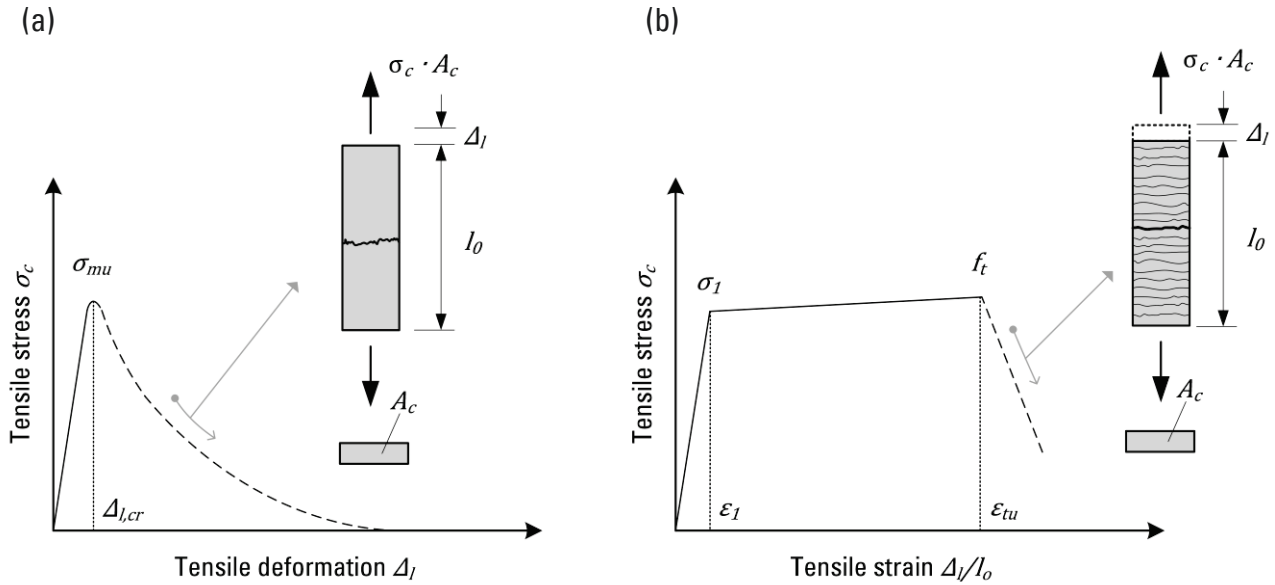 (a)
σc · Ac
Δl
l0
σmu
Ac
Δl,cr
Tensile stress σc
Tensile deformation Δl
(b)
σc · Ac
Δl
l0
ft
σ1
Ac
ε1
εtu
Tensile stress σc
Tensile strain Δl/lo